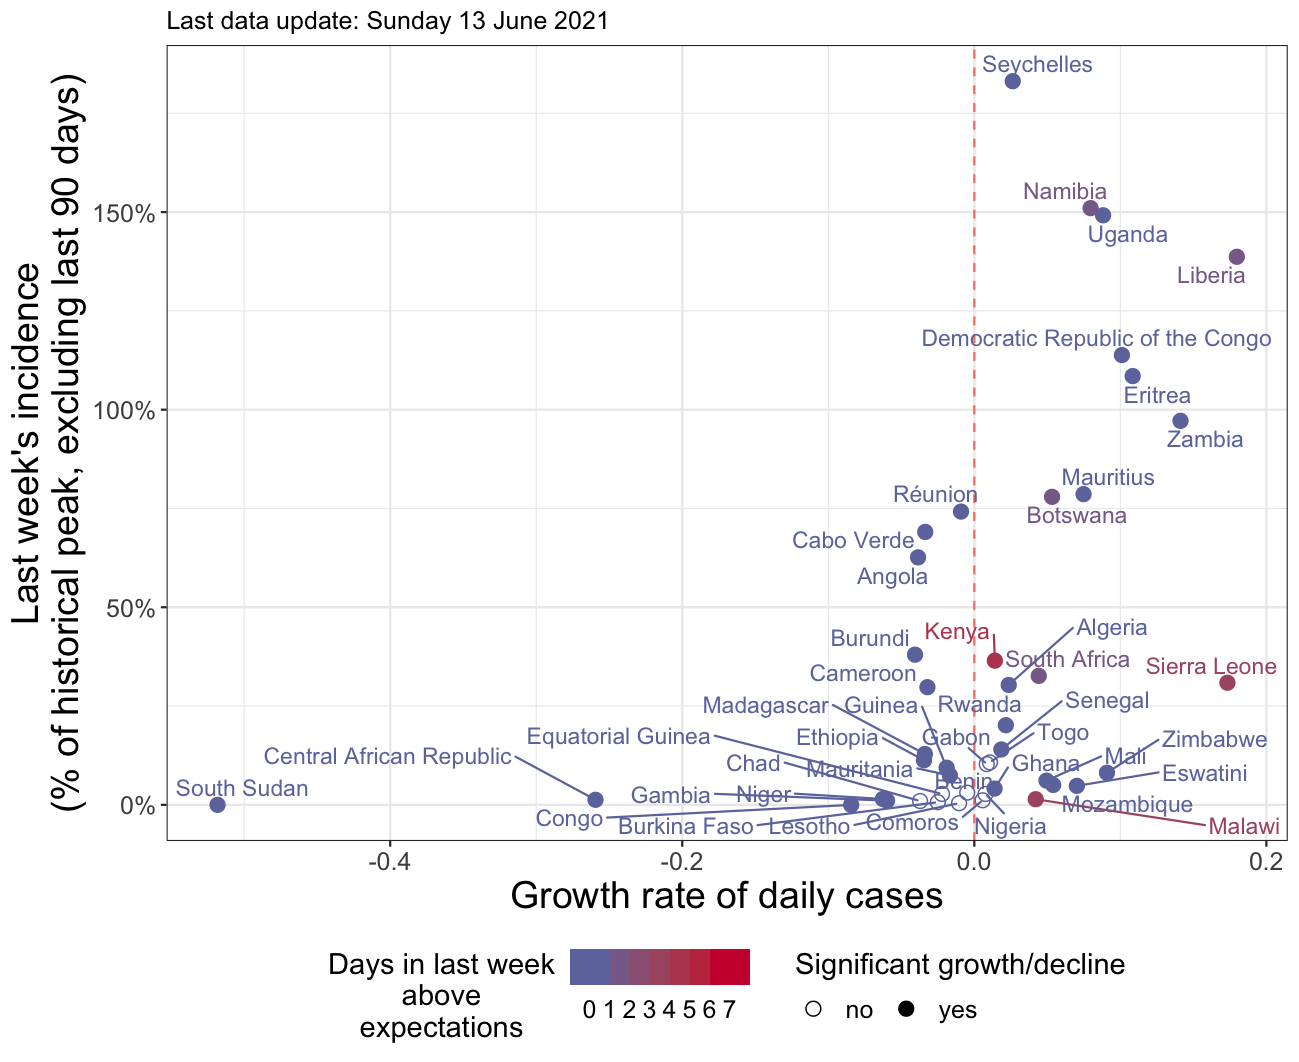 Last data update: Sunday 13 June 2021
Last week's incidence
(% of historical peak, excluding last 90 days)
150%
100%
50%
0%
Seychelles
Namibia
Uganda
Liberia
Democratic Republic of the Congo
Eritrea
Zambia
Mauritius
Botswana
Réunion
Cabo Verde
Angola
Algeria
Kenya
Burundi
South Africa
Sierra Leone
Cameroon
Senegal
Madagascar
Guinea
Rwanda
Togo
Equatorial Guinea
Ethiopia
Gabon
Zimbabwe
Central African Republic
Chad
Mauritania
Ghana
Mali
Eswatini
South Sudan
Benin
Gambia
Niger
Mozambique
Congo
Burkina Faso
Lesotho
Comoros
Nigeria
Malawi
-0.4
-0.2
0.0
0.2
Growth rate of daily cases
Days in last week
above
expectations
0 1 2 3 4 5 6 7
Significant growth/decline
no
yes